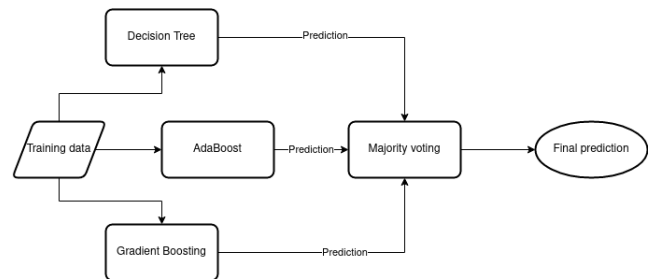 Decision Tree
Prediction
Training data
AdaBoost
Prediction
Majority voting
Final prediction
Gradient Boosting
Prediction